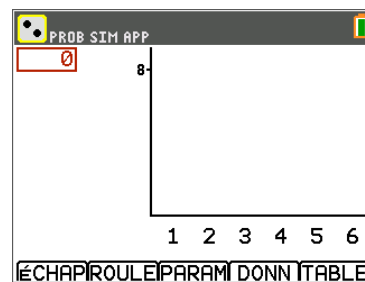 PROB SIM APP
0
8
1 2 3 4 5 6
ÉCHAP ROULE PARAM DONN TABLE